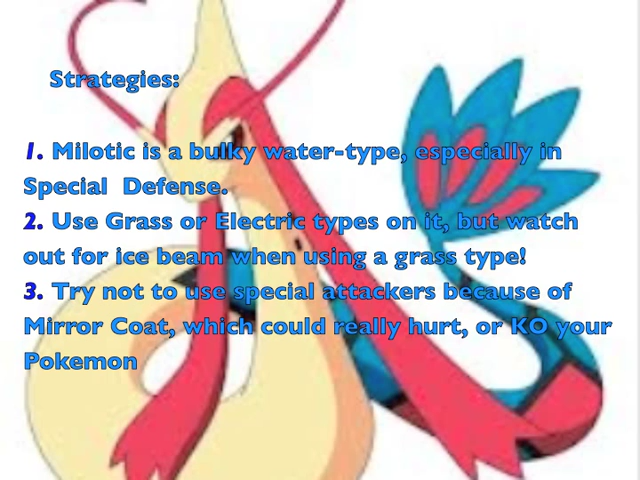 Strategies:
1. Milotic is a bulky water-type, especially in
Special Defense.
2. Use Grass or Electric types on it, but watch
out for ice beam when using a grass type!
3. Try not to use special attackers because of
Mirror Coat, which could really hurt, or KO your
Pokemon